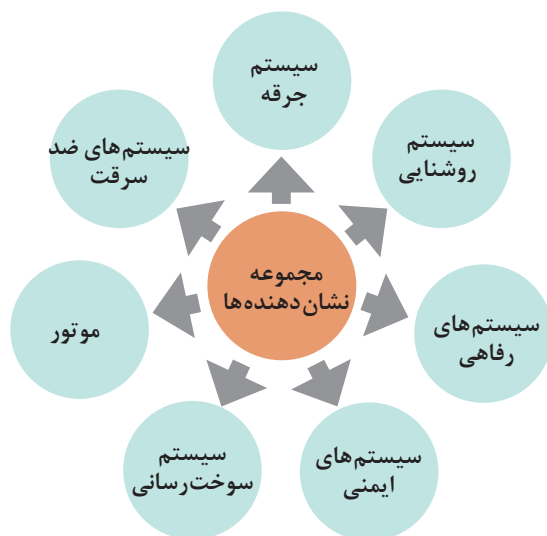 سیستم
جرقه
سیستم
روشنایی
سیستم‌های ضد
سرقت
مجموعه
نشان‌دهنده‌ها
سیستم‌های
رفاهی
موتور
سیستم‌های
ایمنی
سیستم
سوخت‌رسانی